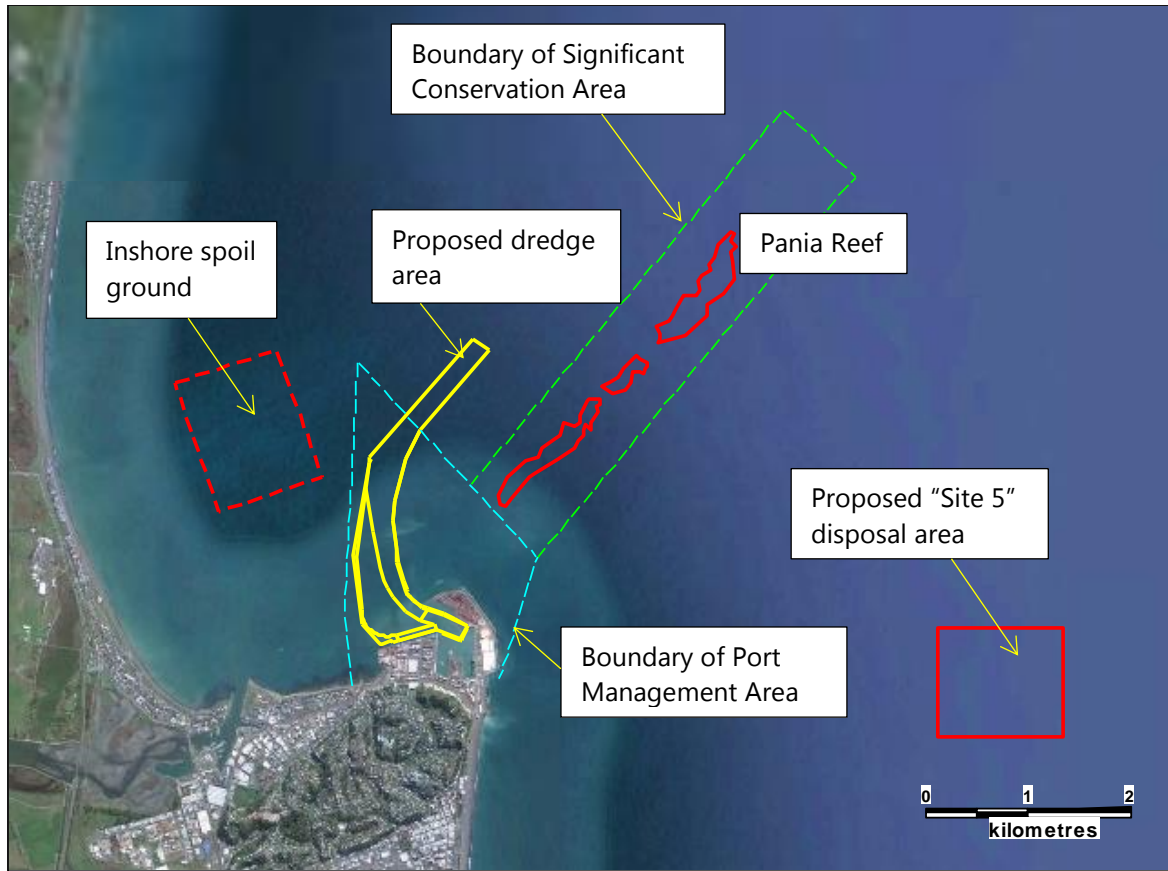 Boundary of Significant
Conservation Area
Inshore spoil
ground
Proposed dredge
area
Pania Reef
Proposed “Site 5”
disposal area
Boundary of Port
Management Area
0 1 2
kilometres